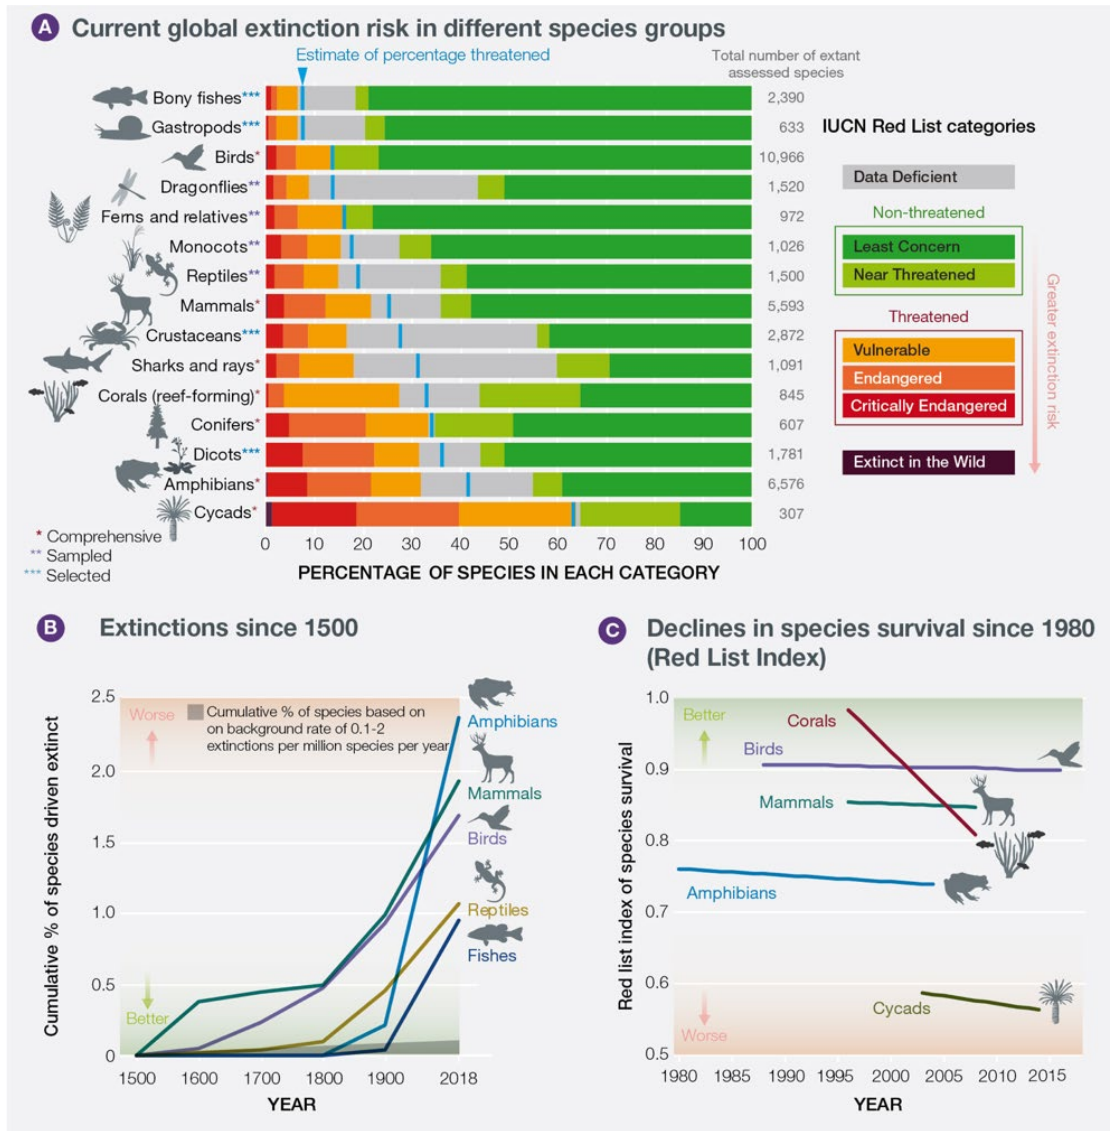 A Current global extinction risk in different species groups
Estimate of percentage threatened
Total number of extant
assessed species
Bony fishes*** 2,390
Gastropods*** 633
Birds* 10,966
Dragonflies** 1,520
Ferns and relatives** 972
Monocots** 1,026
Reptiles** 1,500
Mammals* 5,593
Crustaceans*** 2,872
Sharks and rays* 1,091
Corals (reef-forming)* 845
Conifers* 607
Dicots*** 1,781
Amphibians* 6,576
Cycads* 307
0 10 20 30 40 50 60 70 80 90 100
PERCENTAGE OF SPECIES IN EACH CATEGORY
* Comprehensive
** Sampled
*** Selected
IUCN Red List categories
Data Deficient
Non-threatened
Least Concern
Near Threatened
Threatened
Vulnerable
Endangered
Critically Endangered
Extinct in the Wild
Greater extinction risk
B Extinctions since 1500
Cumulative % of species driven extinct
2.5
2.0
1.5
1.0
0.5
0
Worse
Cumulative % of species based on
on background rate of 0.1-2
extinctions per million species per year
Better
Amphibians
Mammals
Birds
Reptiles
Fishes
1500 1600 1700 1800 1900 2018
YEAR
C Declines in species survival since 1980
(Red List Index)
Red list index of species survival
1.0
0.9
0.8
0.7
0.6
0.5
Better
Corals
Birds
Mammals
Amphibians
Cycads
Worse
1980 1985 1990 1995 2000 2005 2010 2015
YEAR